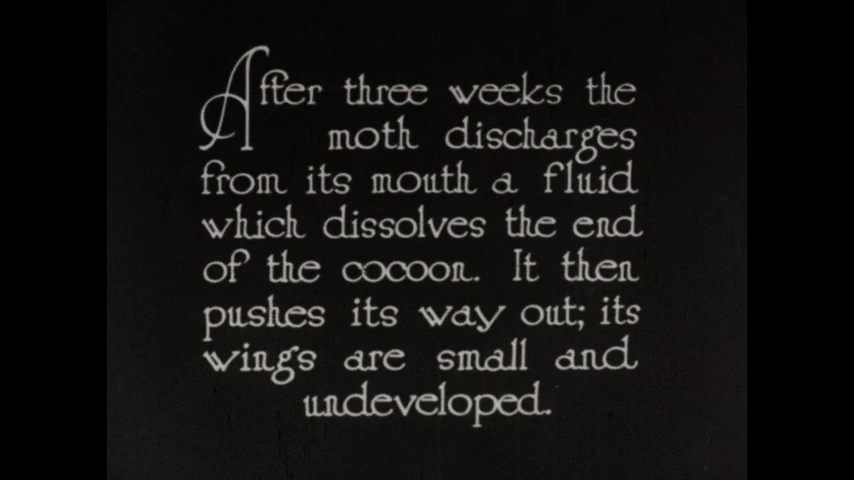 After three weeks the
moth discharges
from its mouth a fluid
which dissolves the end
of the cocoon. It then
pushes its way out; its
wings are small and
undeveloped.